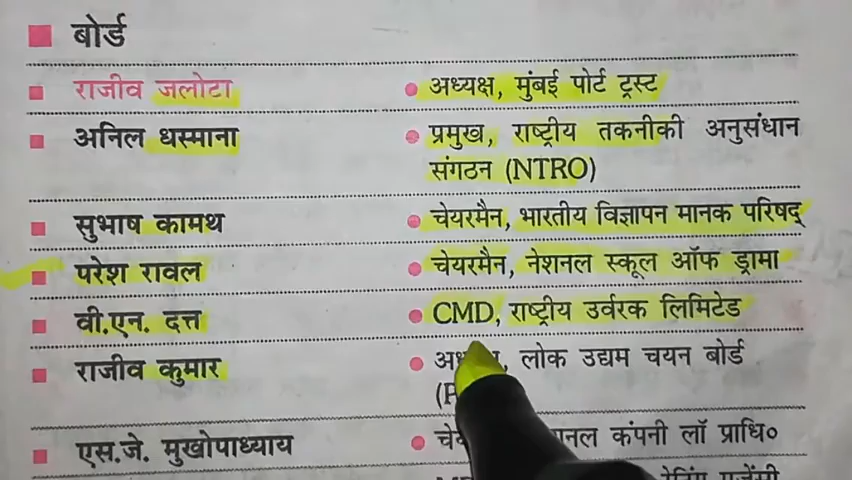 बोर्ड
राजीव जलोटा अध्यक्ष, मुंबई पोर्ट ट्रस्ट
अनिल धस्माना प्रमुख, राष्ट्रीय तकनीकी अनुसंधान
संगठन (NTRO)
सुभाष कामथ चेयरमैन, भारतीय विज्ञापन मानक परिषद्
परेश रावल चेयरमैन, नेशनल स्कूल ऑफ ड्रामा
वी.एन. दत्त CMD, राष्ट्रीय उर्वरक लिमिटेड
राजीव कुमार लोक उद्यम चयन बोर्ड
एस.जे. मुखोपाध्याय कंपनी लॉ प्राधि०